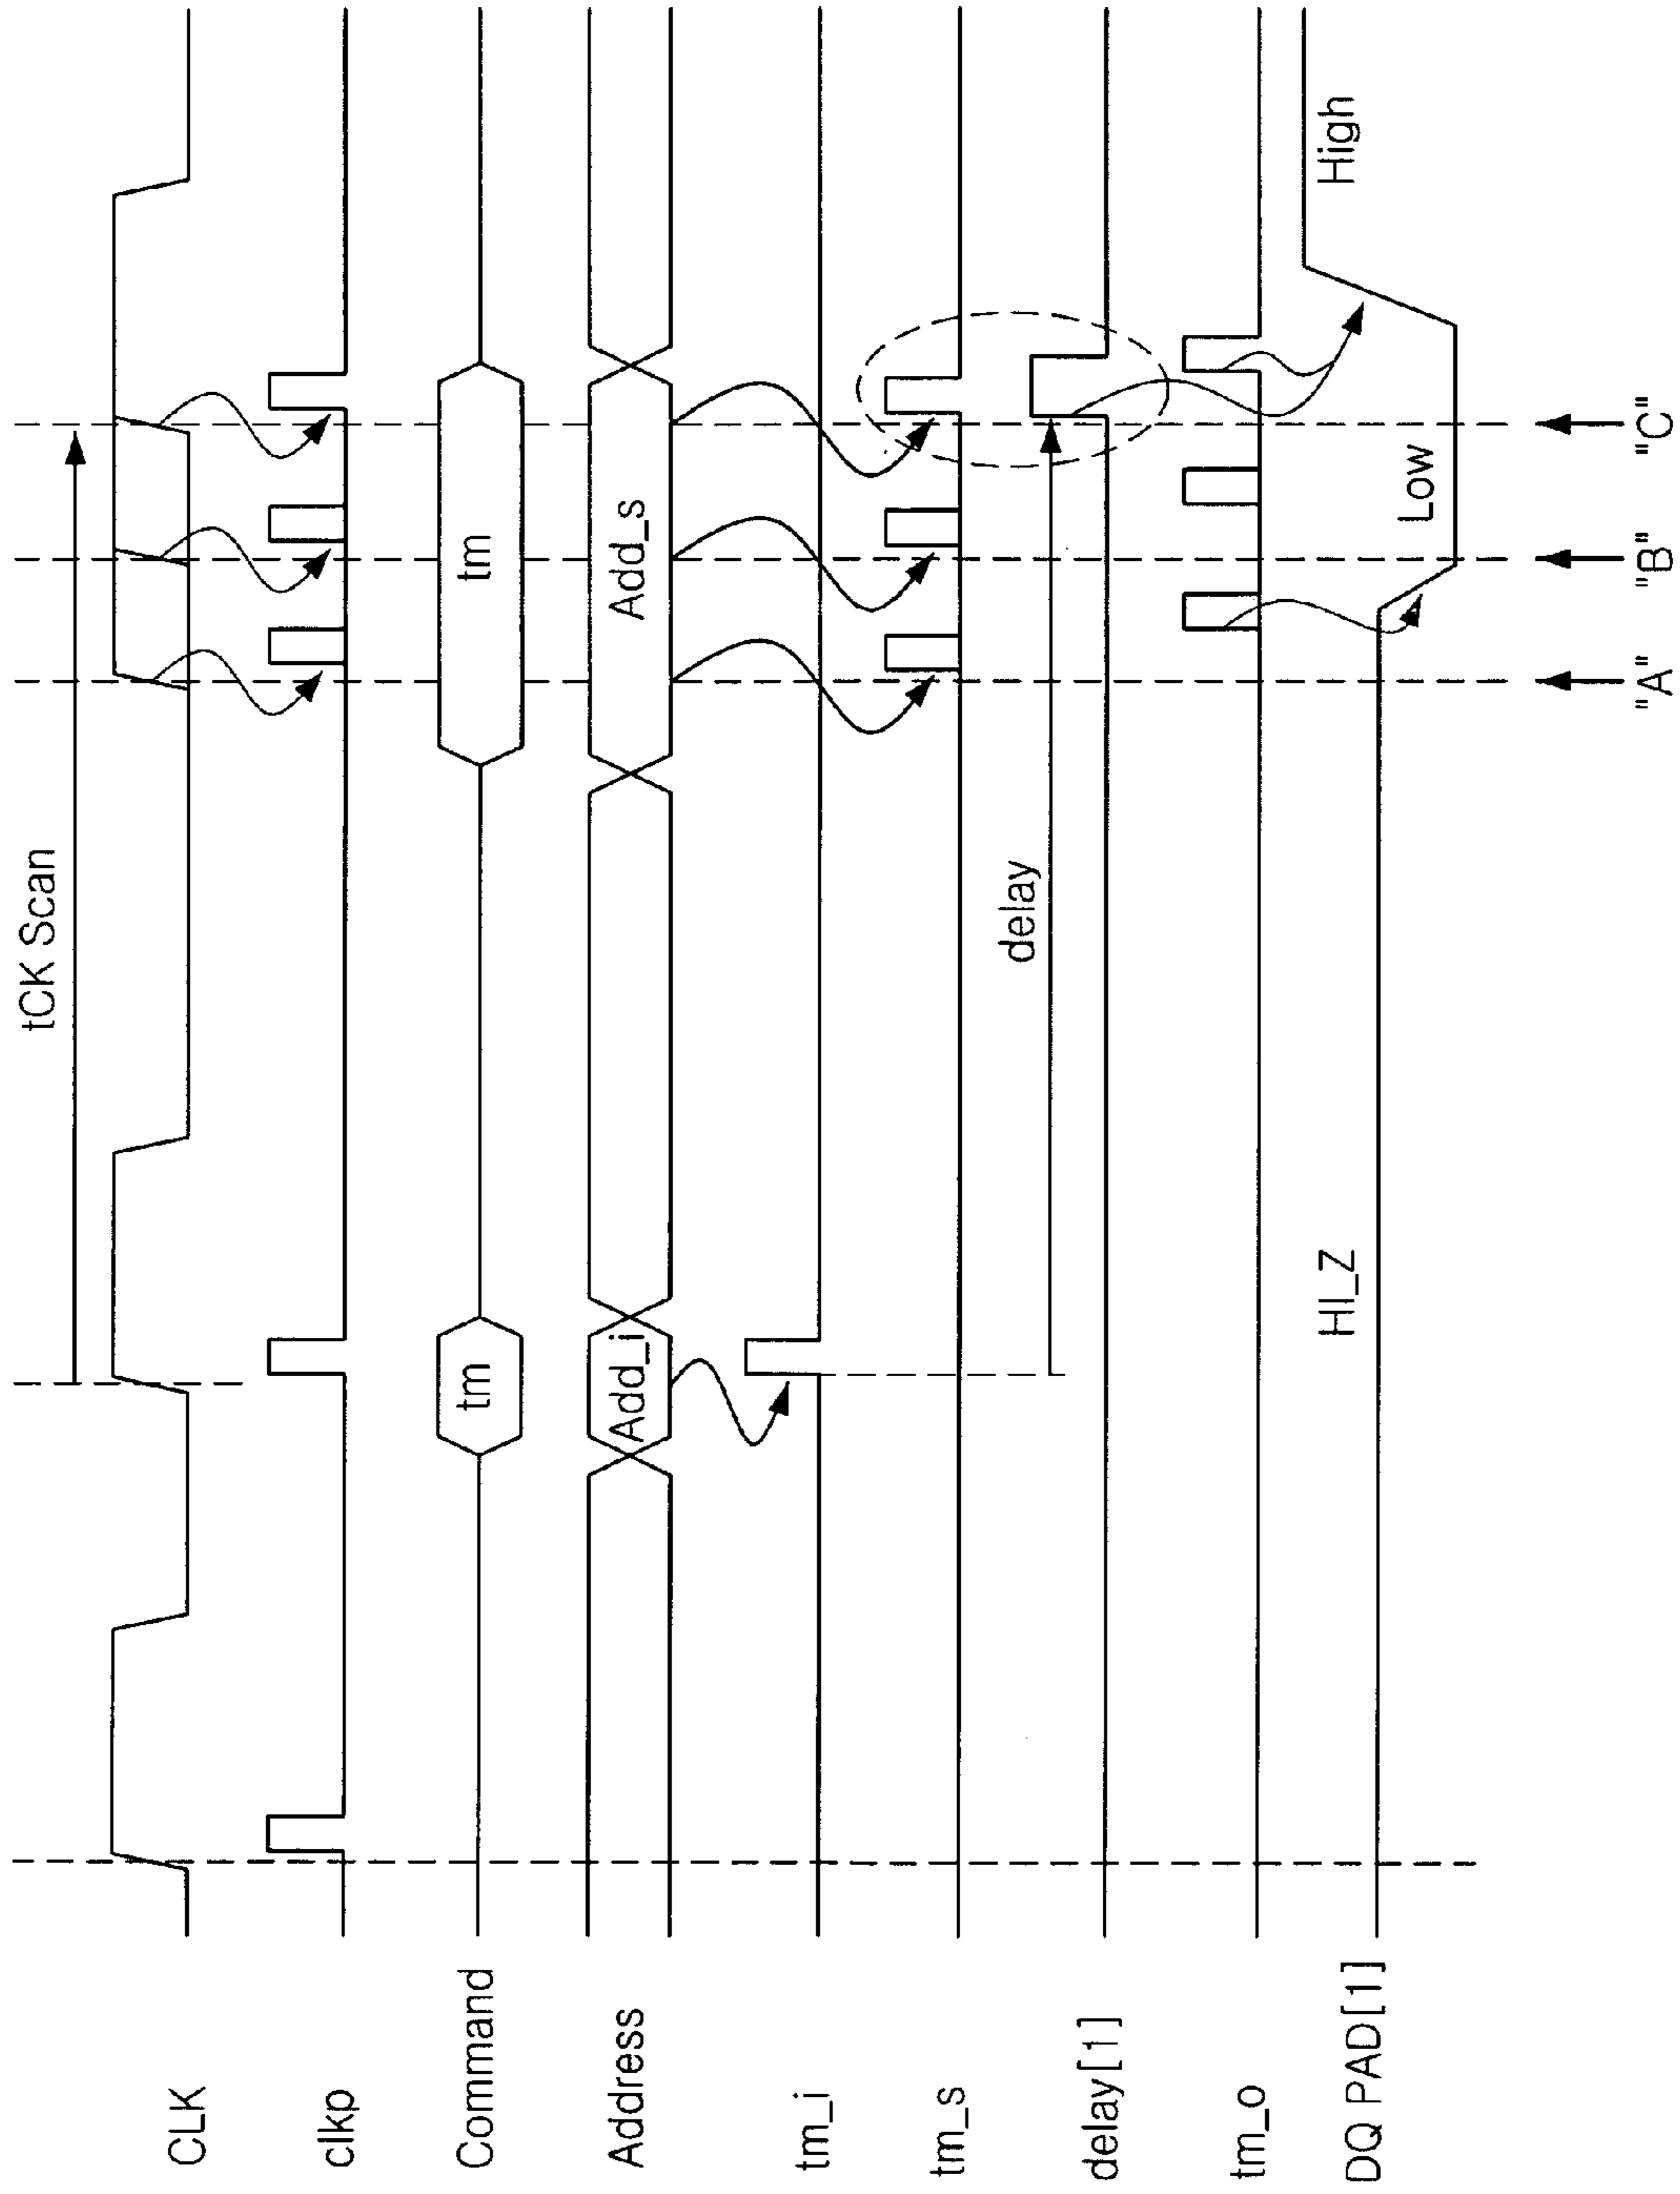 tCK Scan
CLK
clkp
Command
tm
tm
Address
Add_i
Add_s
tm_i
tm_s
delay
delay[1]
tm_o
DQ PAD[1]
HI_Z
Low
High
"A"
"B"
"C"